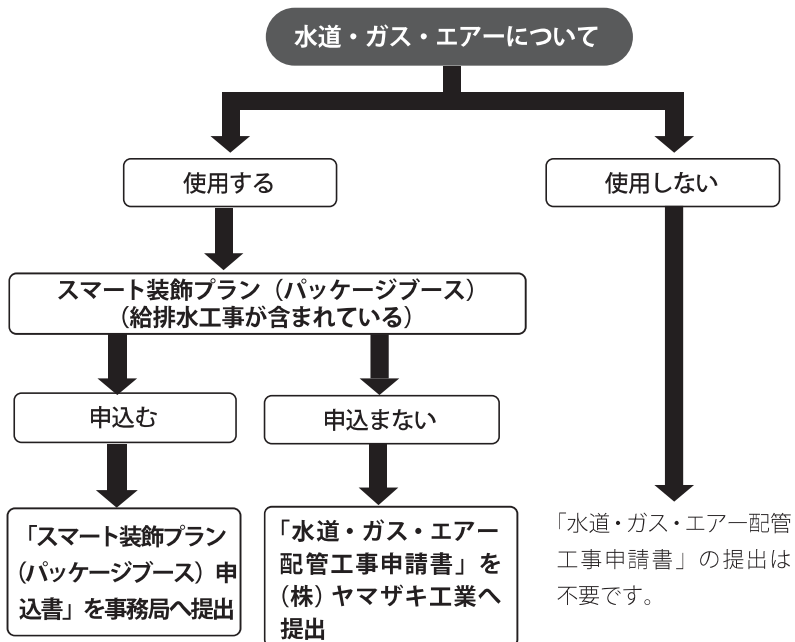 水道・ガス・エアーについて
使用する
使用しない
スマート装飾プラン（パッケージブース）
（給排水工事が含まれている）
申込む
申込まない
「スマート装飾プラン
（パッケージブース）申
込書」を事務局へ提出
「水道・ガス・エアー
配管工事申請書」を
（株）ヤマザキ工業へ
提出
「水道・ガス・エアー配管
工事申請書」の提出は
不要です。